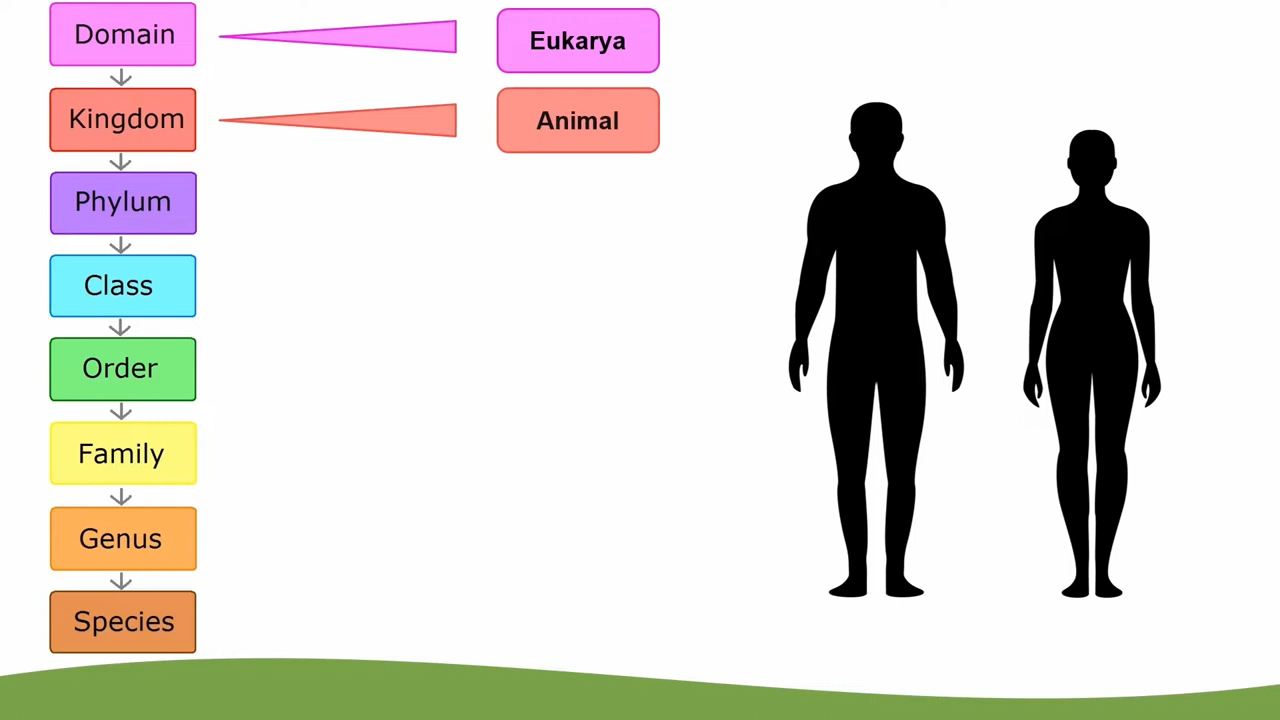 Domain
Eukarya
Kingdom
Animal
Phylum
Class
Order
Family
Genus
Species